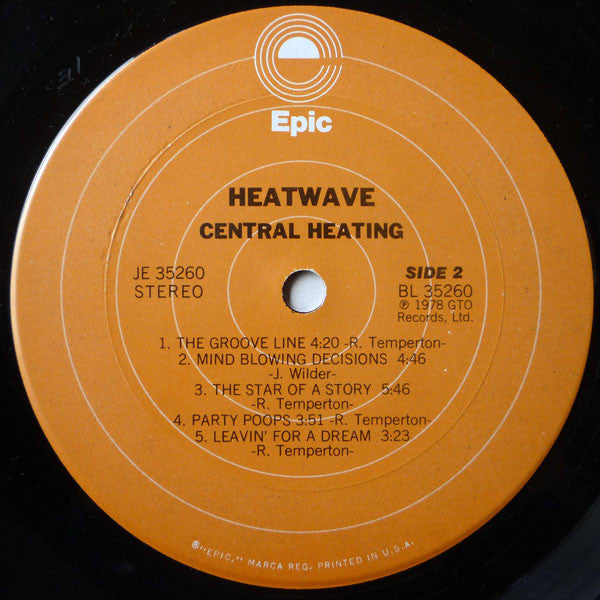 Epic
HEATWAVE
CENTRAL HEATING
JE 35260
STEREO
SIDE 2
BL 35260
℗ 1978 GTO
Records, Ltd.
1. THE GROOVE LINE 4:20 -R. Temperton-
2. MIND BLOWING DECISIONS 4:46
-J. Wilder-
3. THE STAR OF A STORY 5:46
-R. Temperton-
4. PARTY POOPS 3:51 -R. Temperton-
5. LEAVIN' FOR A DREAM 3:23
-R. Temperton-
®"EPIC," MARCA REG. PRINTED IN U.S.A.